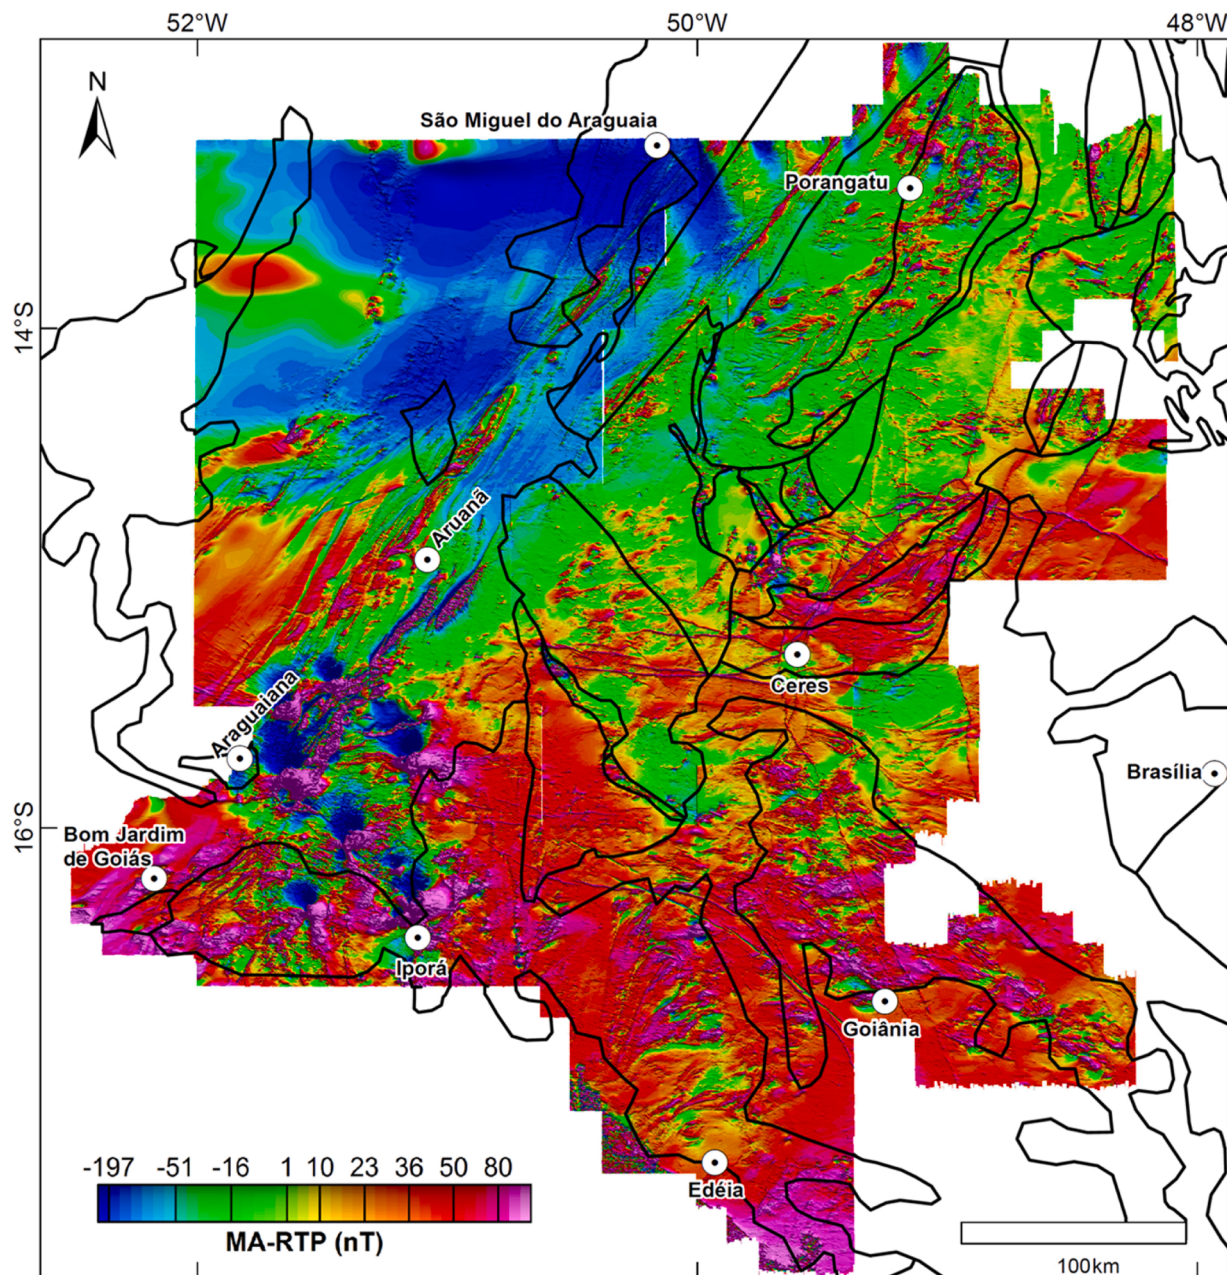 52°W 50°W 48°W
N
São Miguel do Araguaia
Porangatu
14°S
Aruanã
Ceres
Araguaiana
Brasília
16°S
Bom Jardim
de Goiás
Iporá
Goiânia
-197 -51 -16 1 10 23 36 50 80
Edéia
MA-RTP (nT)
100km